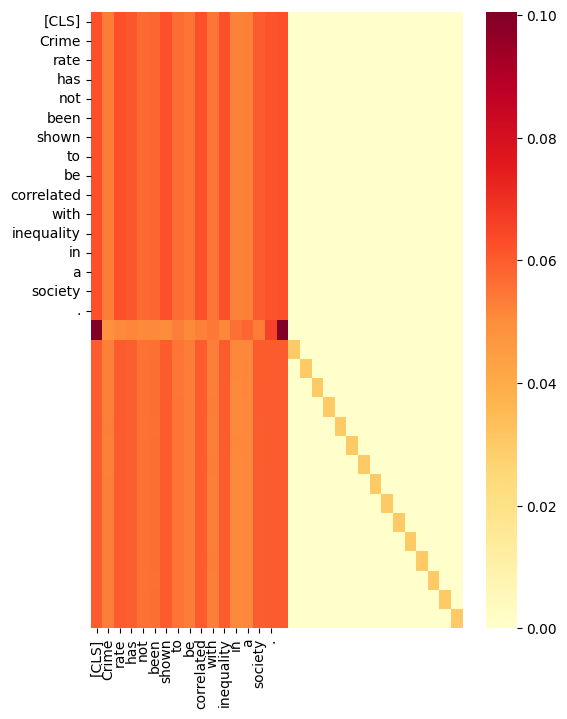 [CLS]
Crime
rate
has
not
been
shown
to
be
correlated
with
inequality
in
a
society
.
0.10
0.08
0.06
0.04
0.02
0.00
[CLS]
Crime
rate
has
not
been
shown
to
be
correlated
with
inequality
in
a
society
.